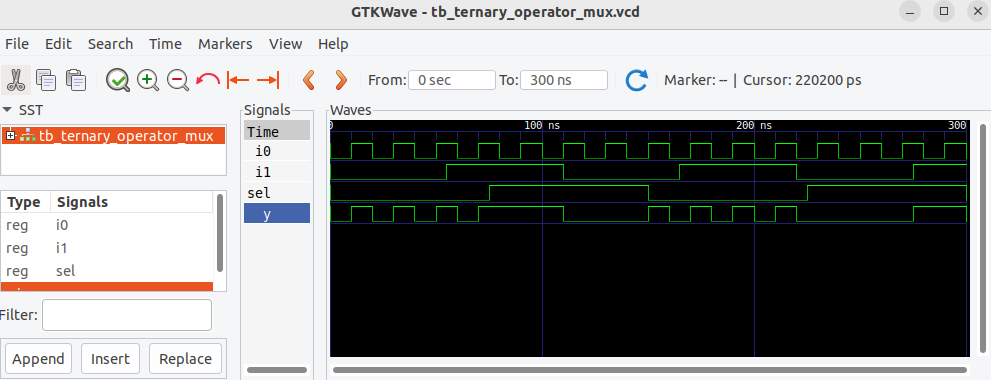 GTKWave - tb_ternary_operator_mux.vcd
File Edit Search Time Markers View Help
From: 0 sec To: 300 ns Marker: -- | Cursor: 220200 ps
SST
tb_ternary_operator_mux
Type Signals
reg i0
reg i1
reg sel
Filter:
Append Insert Replace
Signals
Time
i0
i1
sel
y
Waves
0 100 ns 200 ns 300